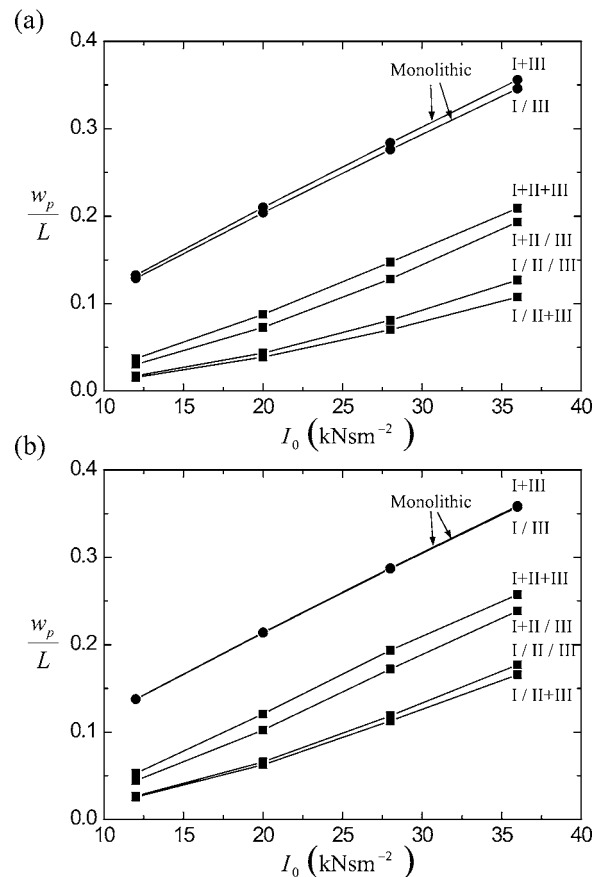 (a)
0.4
0.3
0.2
0.1
0.0
w_p
L
Monolithic
I+III
I / III
I+II+III
I+II / III
I / II / III
I / II+III
10 15 20 25 30 35 40
I₀ (kNsm⁻²)
(b)
0.4
0.3
0.2
0.1
0.0
w_p
L
Monolithic
I+III
I / III
I+II+III
I+II / III
I / II / III
I / II+III
10 15 20 25 30 35 40
I₀ (kNsm⁻²)